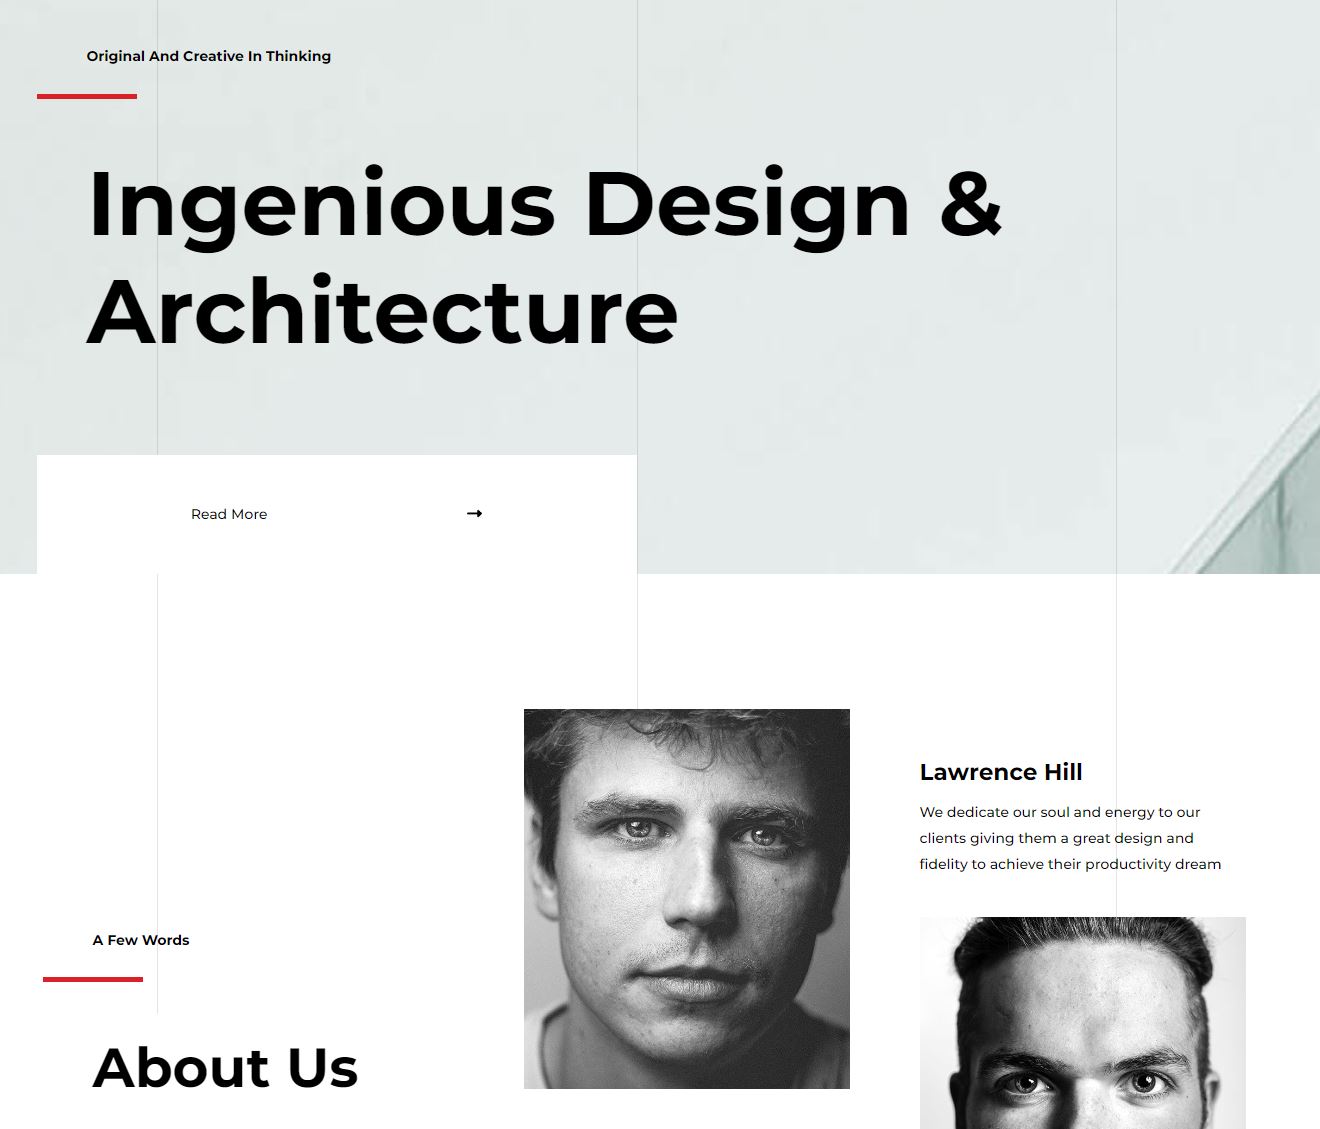 Original And Creative In Thinking
Ingenious Design &
Architecture
Read More
Lawrence Hill
We dedicate our soul and energy to our
clients giving them a great design and
fidelity to achieve their productivity dream
A Few Words
About Us